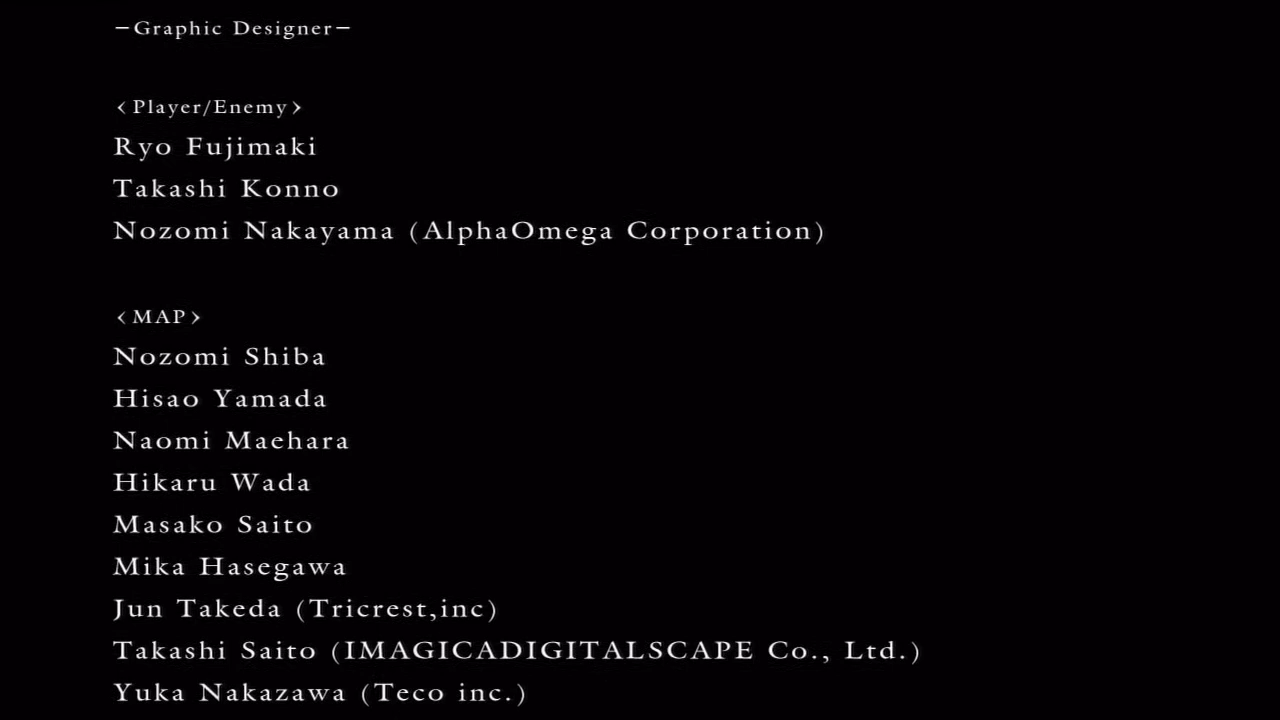 −Graphic Designer−
‹Player/Enemy›
Ryo Fujimaki
Takashi Konno
Nozomi Nakayama (AlphaOmega Corporation)
‹MAP›
Nozomi Shiba
Hisao Yamada
Naomi Maehara
Hikaru Wada
Masako Saito
Mika Hasegawa
Jun Takeda (Tricrest,inc)
Takashi Saito (IMAGICADIGITALSCAPE Co., Ltd.)
Yuka Nakazawa (Teco inc.)